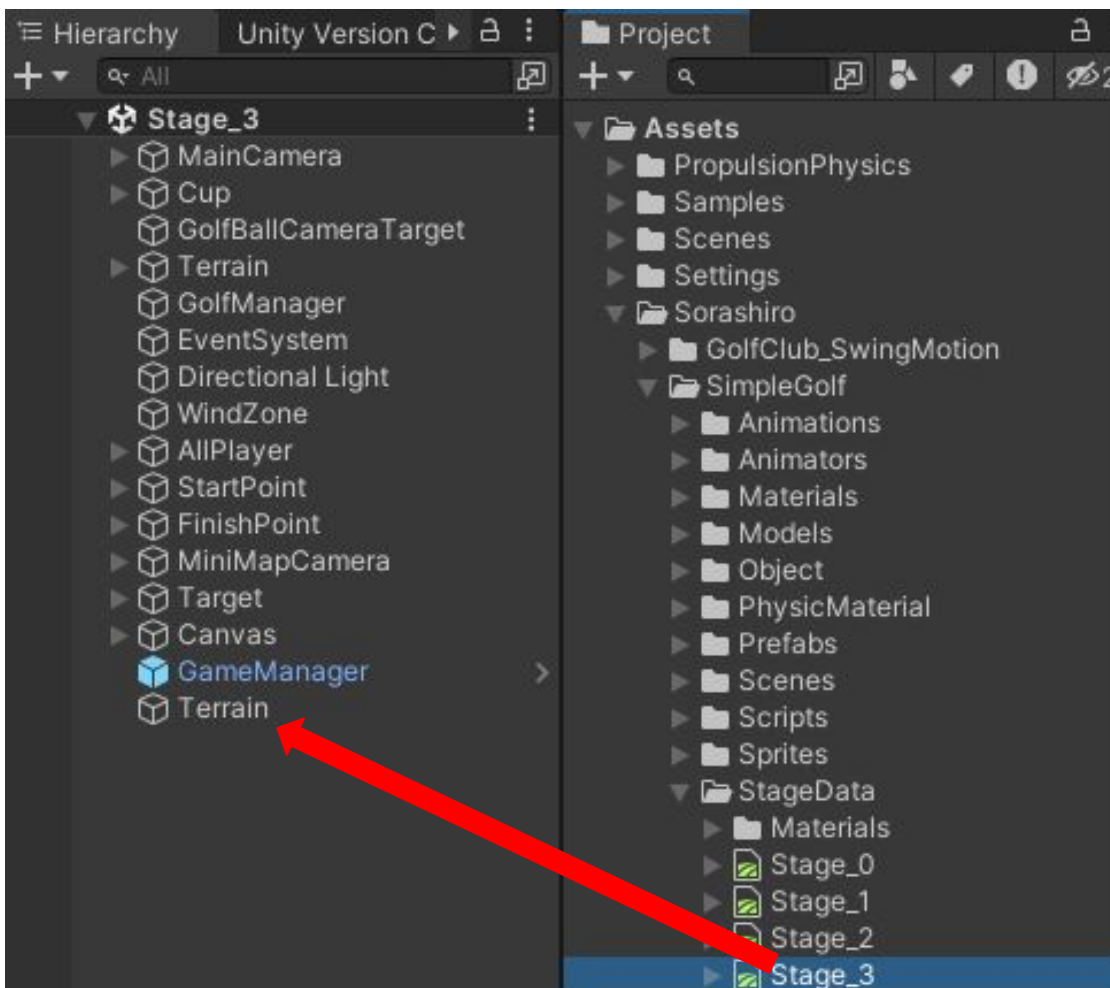 Hierarchy
Unity Version C
All
Stage_3
MainCamera
Cup
GolfBallCameraTarget
Terrain
GolfManager
EventSystem
Directional Light
WindZone
AllPlayer
StartPoint
FinishPoint
MiniMapCamera
Target
Canvas
GameManager
Terrain
Project
2
Assets
PropulsionPhysics
Samples
Scenes
Settings
Sorashiro
GolfClub_SwingMotion
SimpleGolf
Animations
Animators
Materials
Models
Object
PhysicMaterial
Prefabs
Scenes
Scripts
Sprites
StageData
Materials
Stage_0
Stage_1
Stage_2
Stage_3